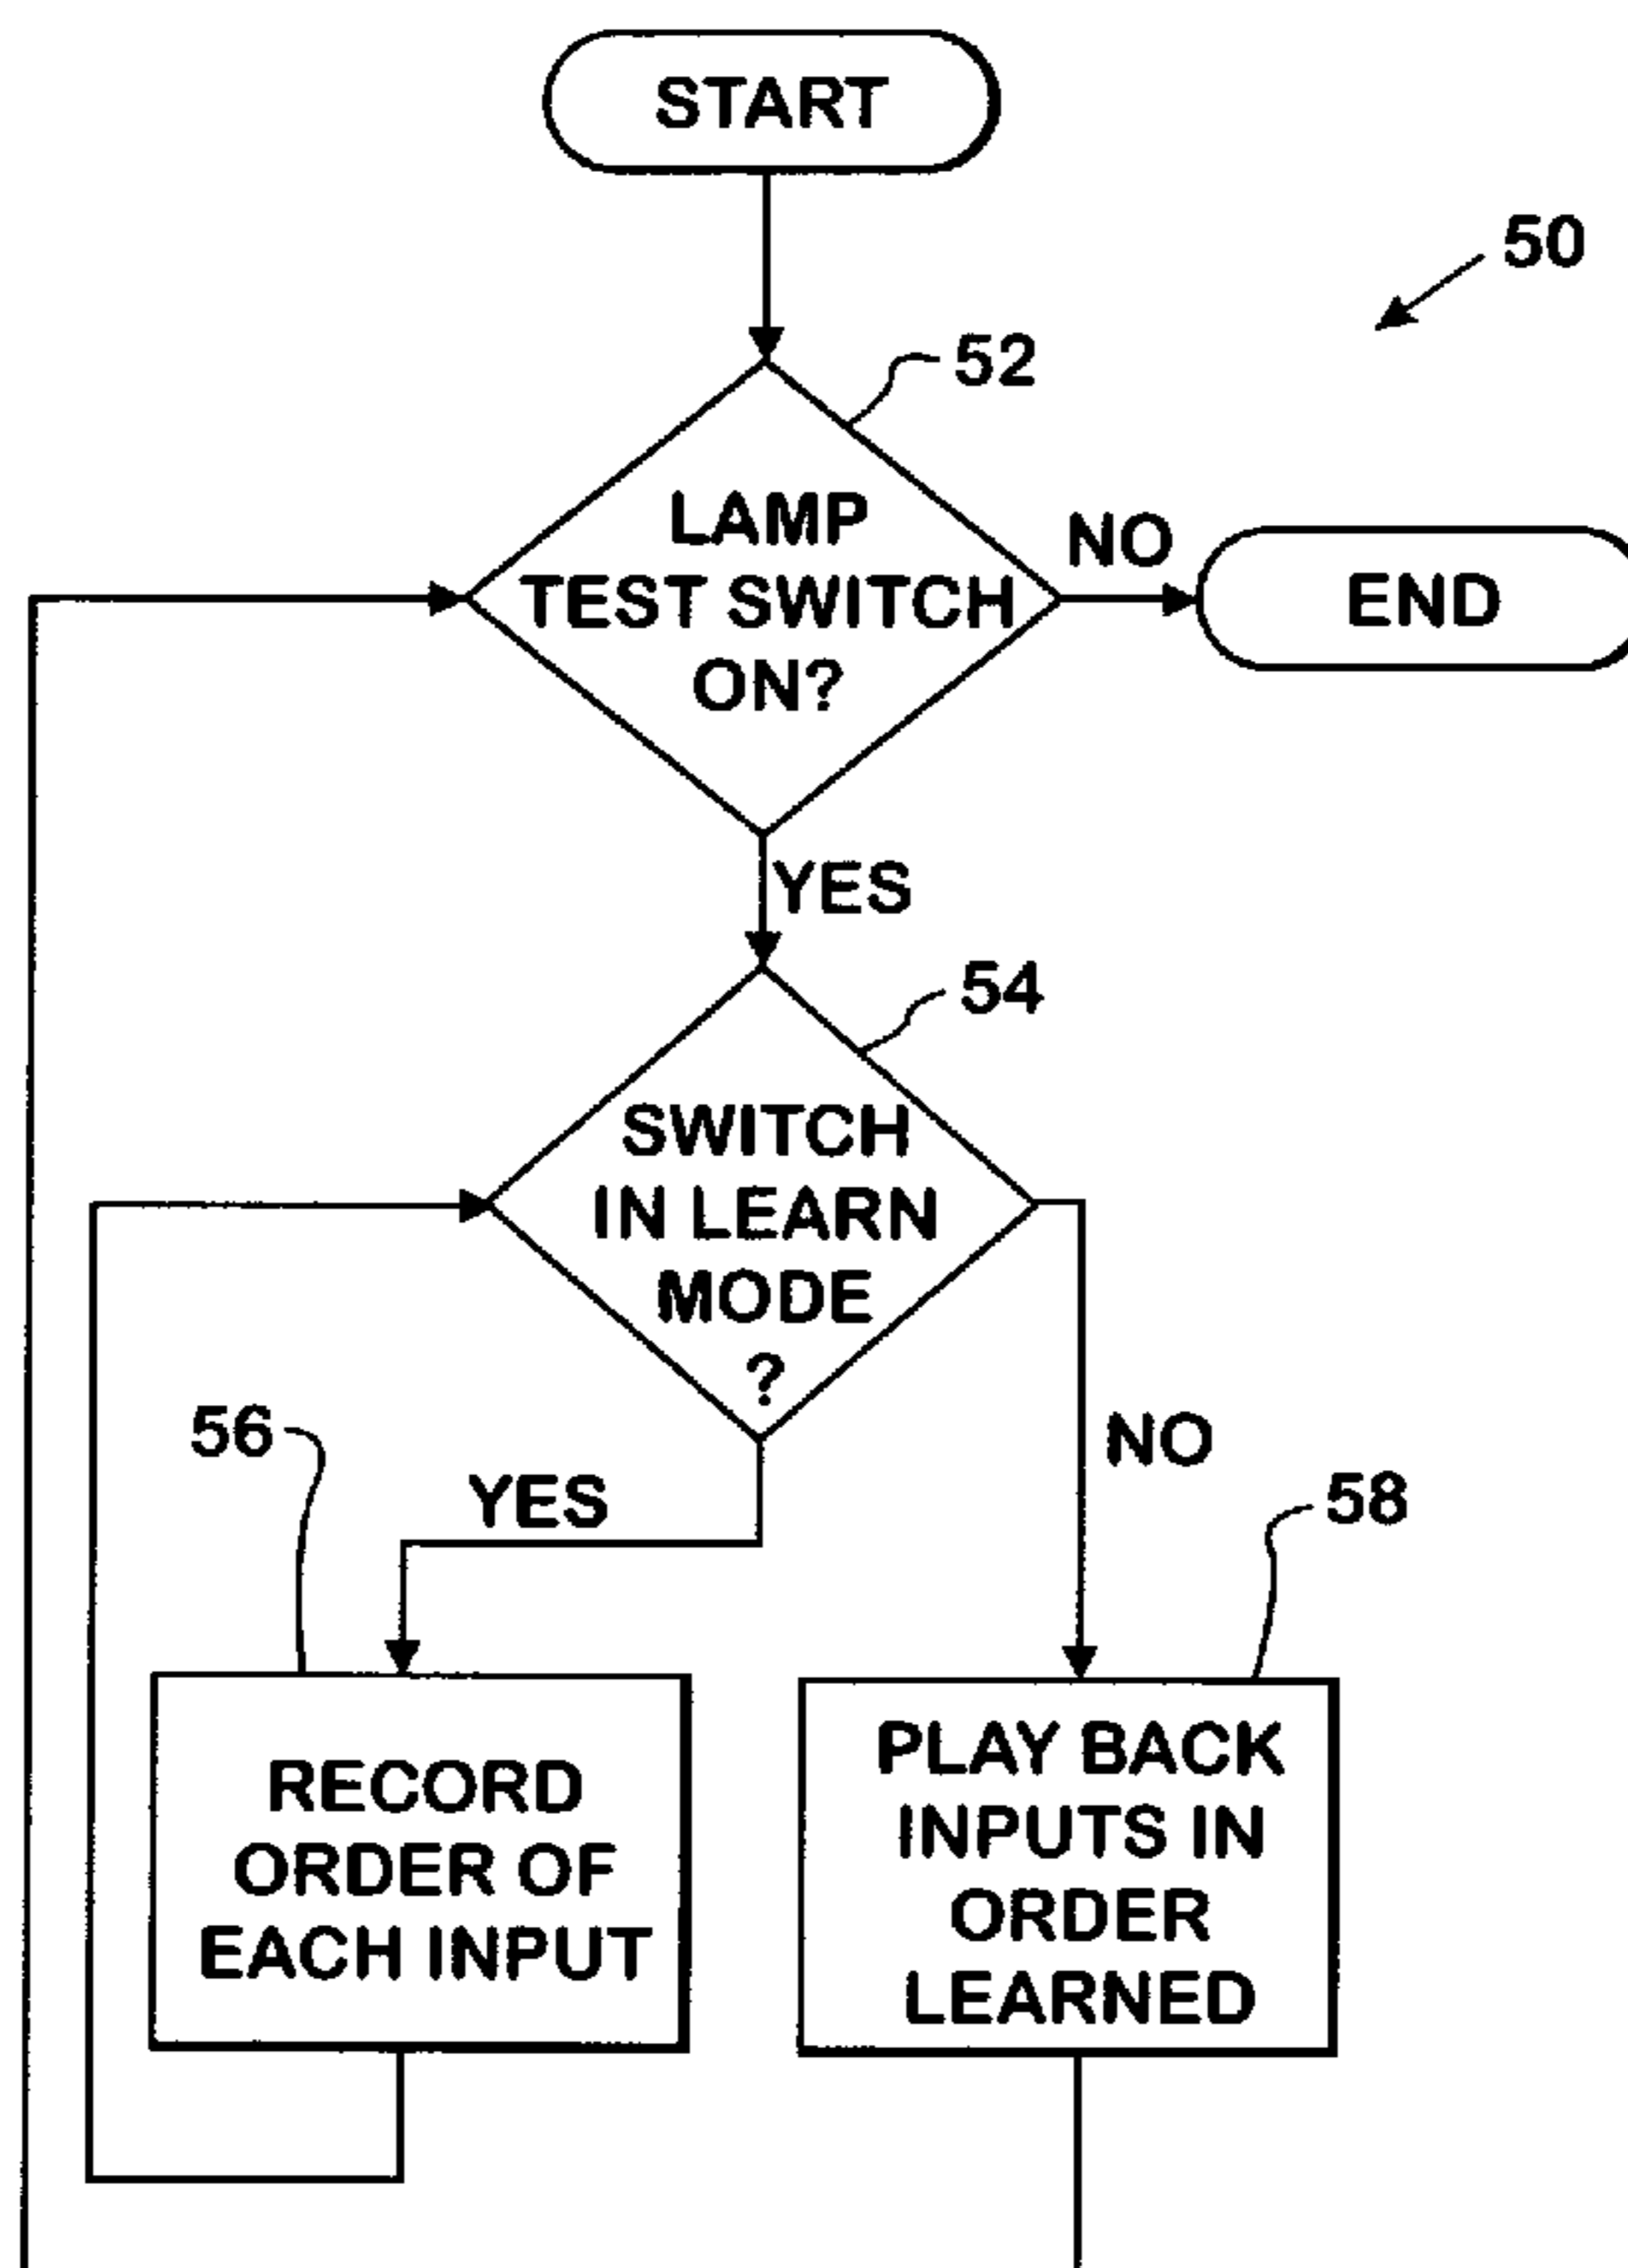 START
50
52
LAMP
TEST SWITCH
ON?
NO
END
YES
54
SWITCH
IN LEARN
MODE
?
56
YES
NO
58
RECORD
ORDER OF
EACH INPUT
PLAY BACK
INPUTS IN
ORDER
LEARNED